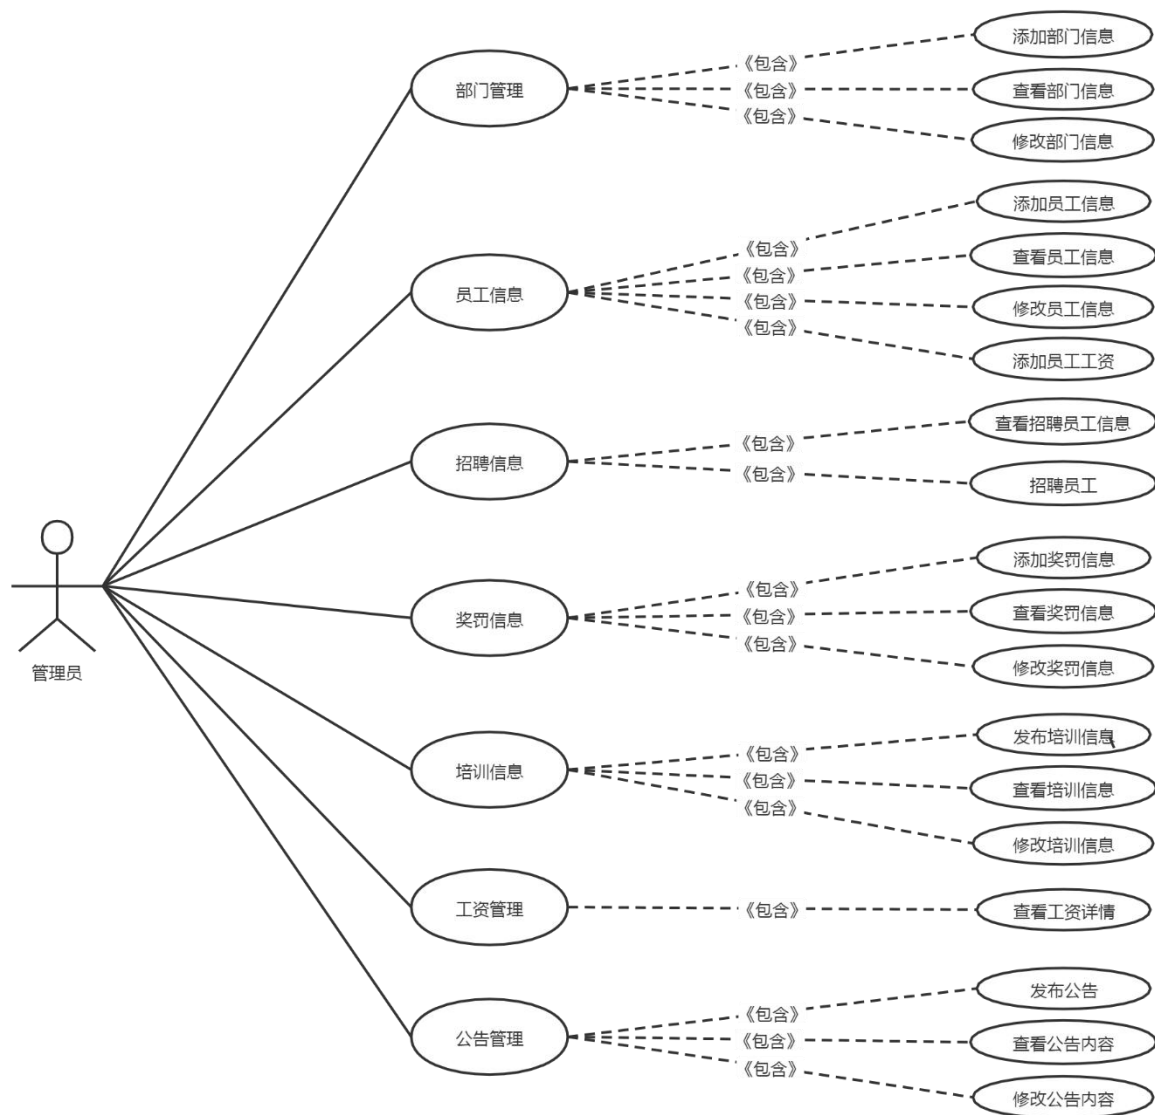 添加部门信息
《包含》
部门管理
《包含》
查看部门信息
《包含》
修改部门信息
添加员工信息
《包含》
查看员工信息
《包含》
员工信息
《包含》
修改员工信息
《包含》
添加员工工资
查看招聘员工信息
《包含》
招聘信息
《包含》
招聘员工
添加奖罚信息
《包含》
奖罚信息
《包含》
查看奖罚信息
《包含》
修改奖罚信息
管理员
发布培训信息
《包含》
培训信息
《包含》
查看培训信息
《包含》
修改培训信息
工资管理
《包含》
查看工资详情
发布公告
《包含》
公告管理
《包含》
查看公告内容
《包含》
修改公告内容